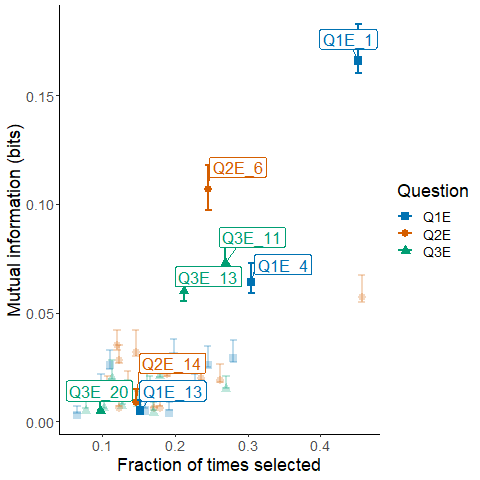 Q1E_1
0.15
Q2E_6
Question
0.10
Q1E
Q2E
Q3E
Q3E_11
Q1E_4
Q3E_13
0.05
Q2E_14
Q3E_20
Q1E_13
0.00
0.1 0.2 0.3 0.4
Fraction of times selected
Mutual information (bits)